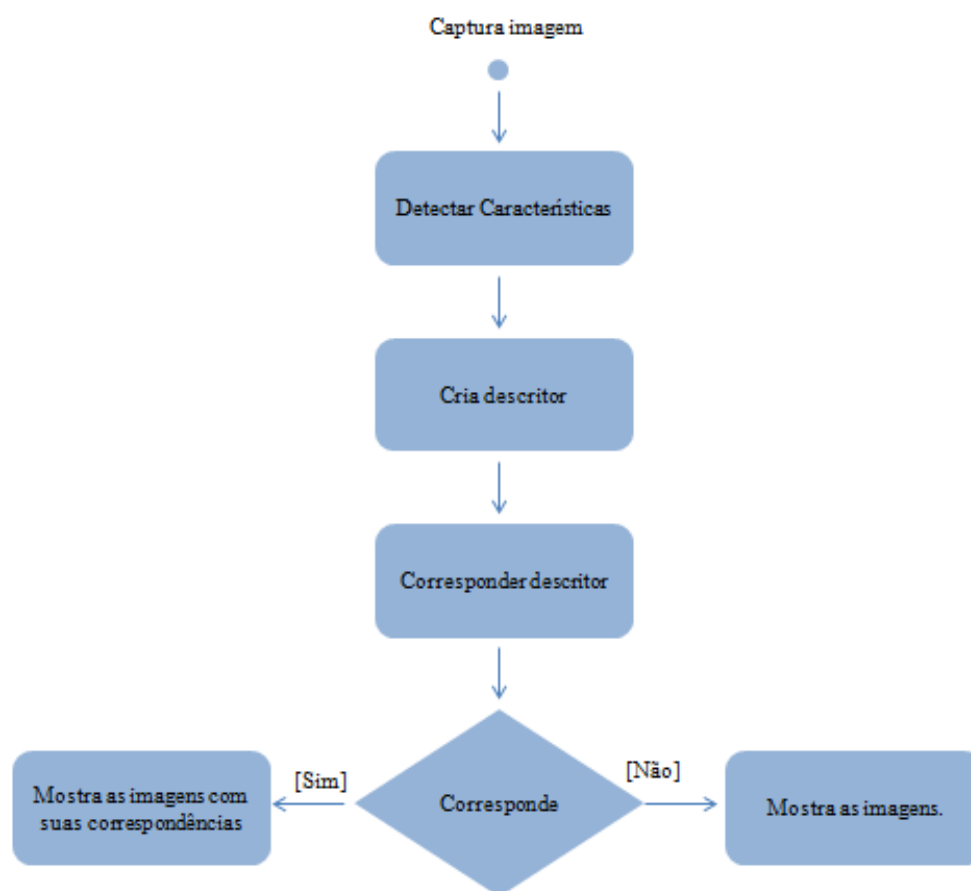 Captura imagem
Detectar Características
Cria descritor
Corresponder descritor
[Sim]
[Não]
Mostra as imagens com
suas correspondências
Corresponde
Mostra as imagens.